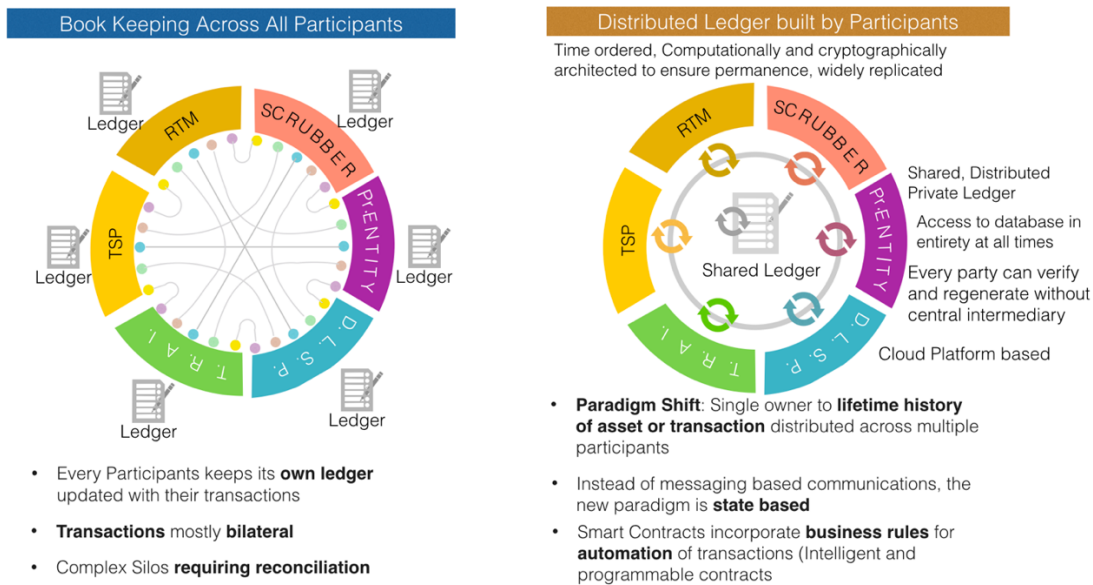 Book Keeping Across All Participants
Ledger
Ledger
RTM
SCRUBBER
TSP
Pr.ENTITY
Ledger
Ledger
T.R.A.I.
D.L.S.P.
Ledger
Ledger
• Every Participants keeps its own ledger
updated with their transactions
• Transactions mostly bilateral
• Complex Silos requiring reconciliation
Distributed Ledger built by Participants
Time ordered, Computationally and cryptographically
architected to ensure permanence, widely replicated
RTM
SCRUBBER
TSP
Pr.ENTITY
Shared Ledger
T.R.A.I.
D.L.S.P.
Shared, Distributed
Private Ledger
Access to database in
entirety at all times
Every party can verify
and regenerate without
central intermediary
Cloud Platform based
• Paradigm Shift: Single owner to lifetime history
of asset or transaction distributed across multiple
participants
• Instead of messaging based communications, the
new paradigm is state based
• Smart Contracts incorporate business rules for
automation of transactions (Intelligent and
programmable contracts